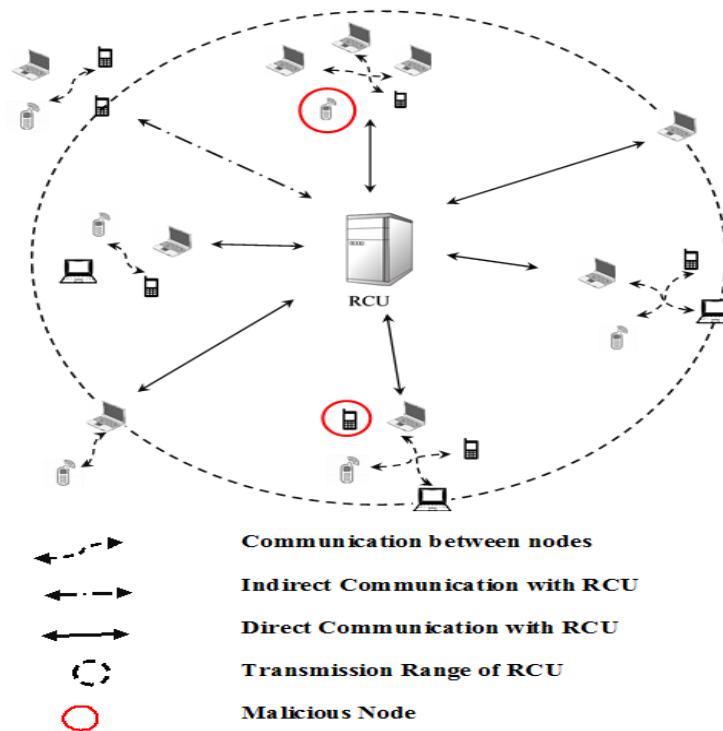 RCU
Communication between nodes
Indirect Communication with RCU
Direct Communication with RCU
Transmission Range of RCU
Malicious Node